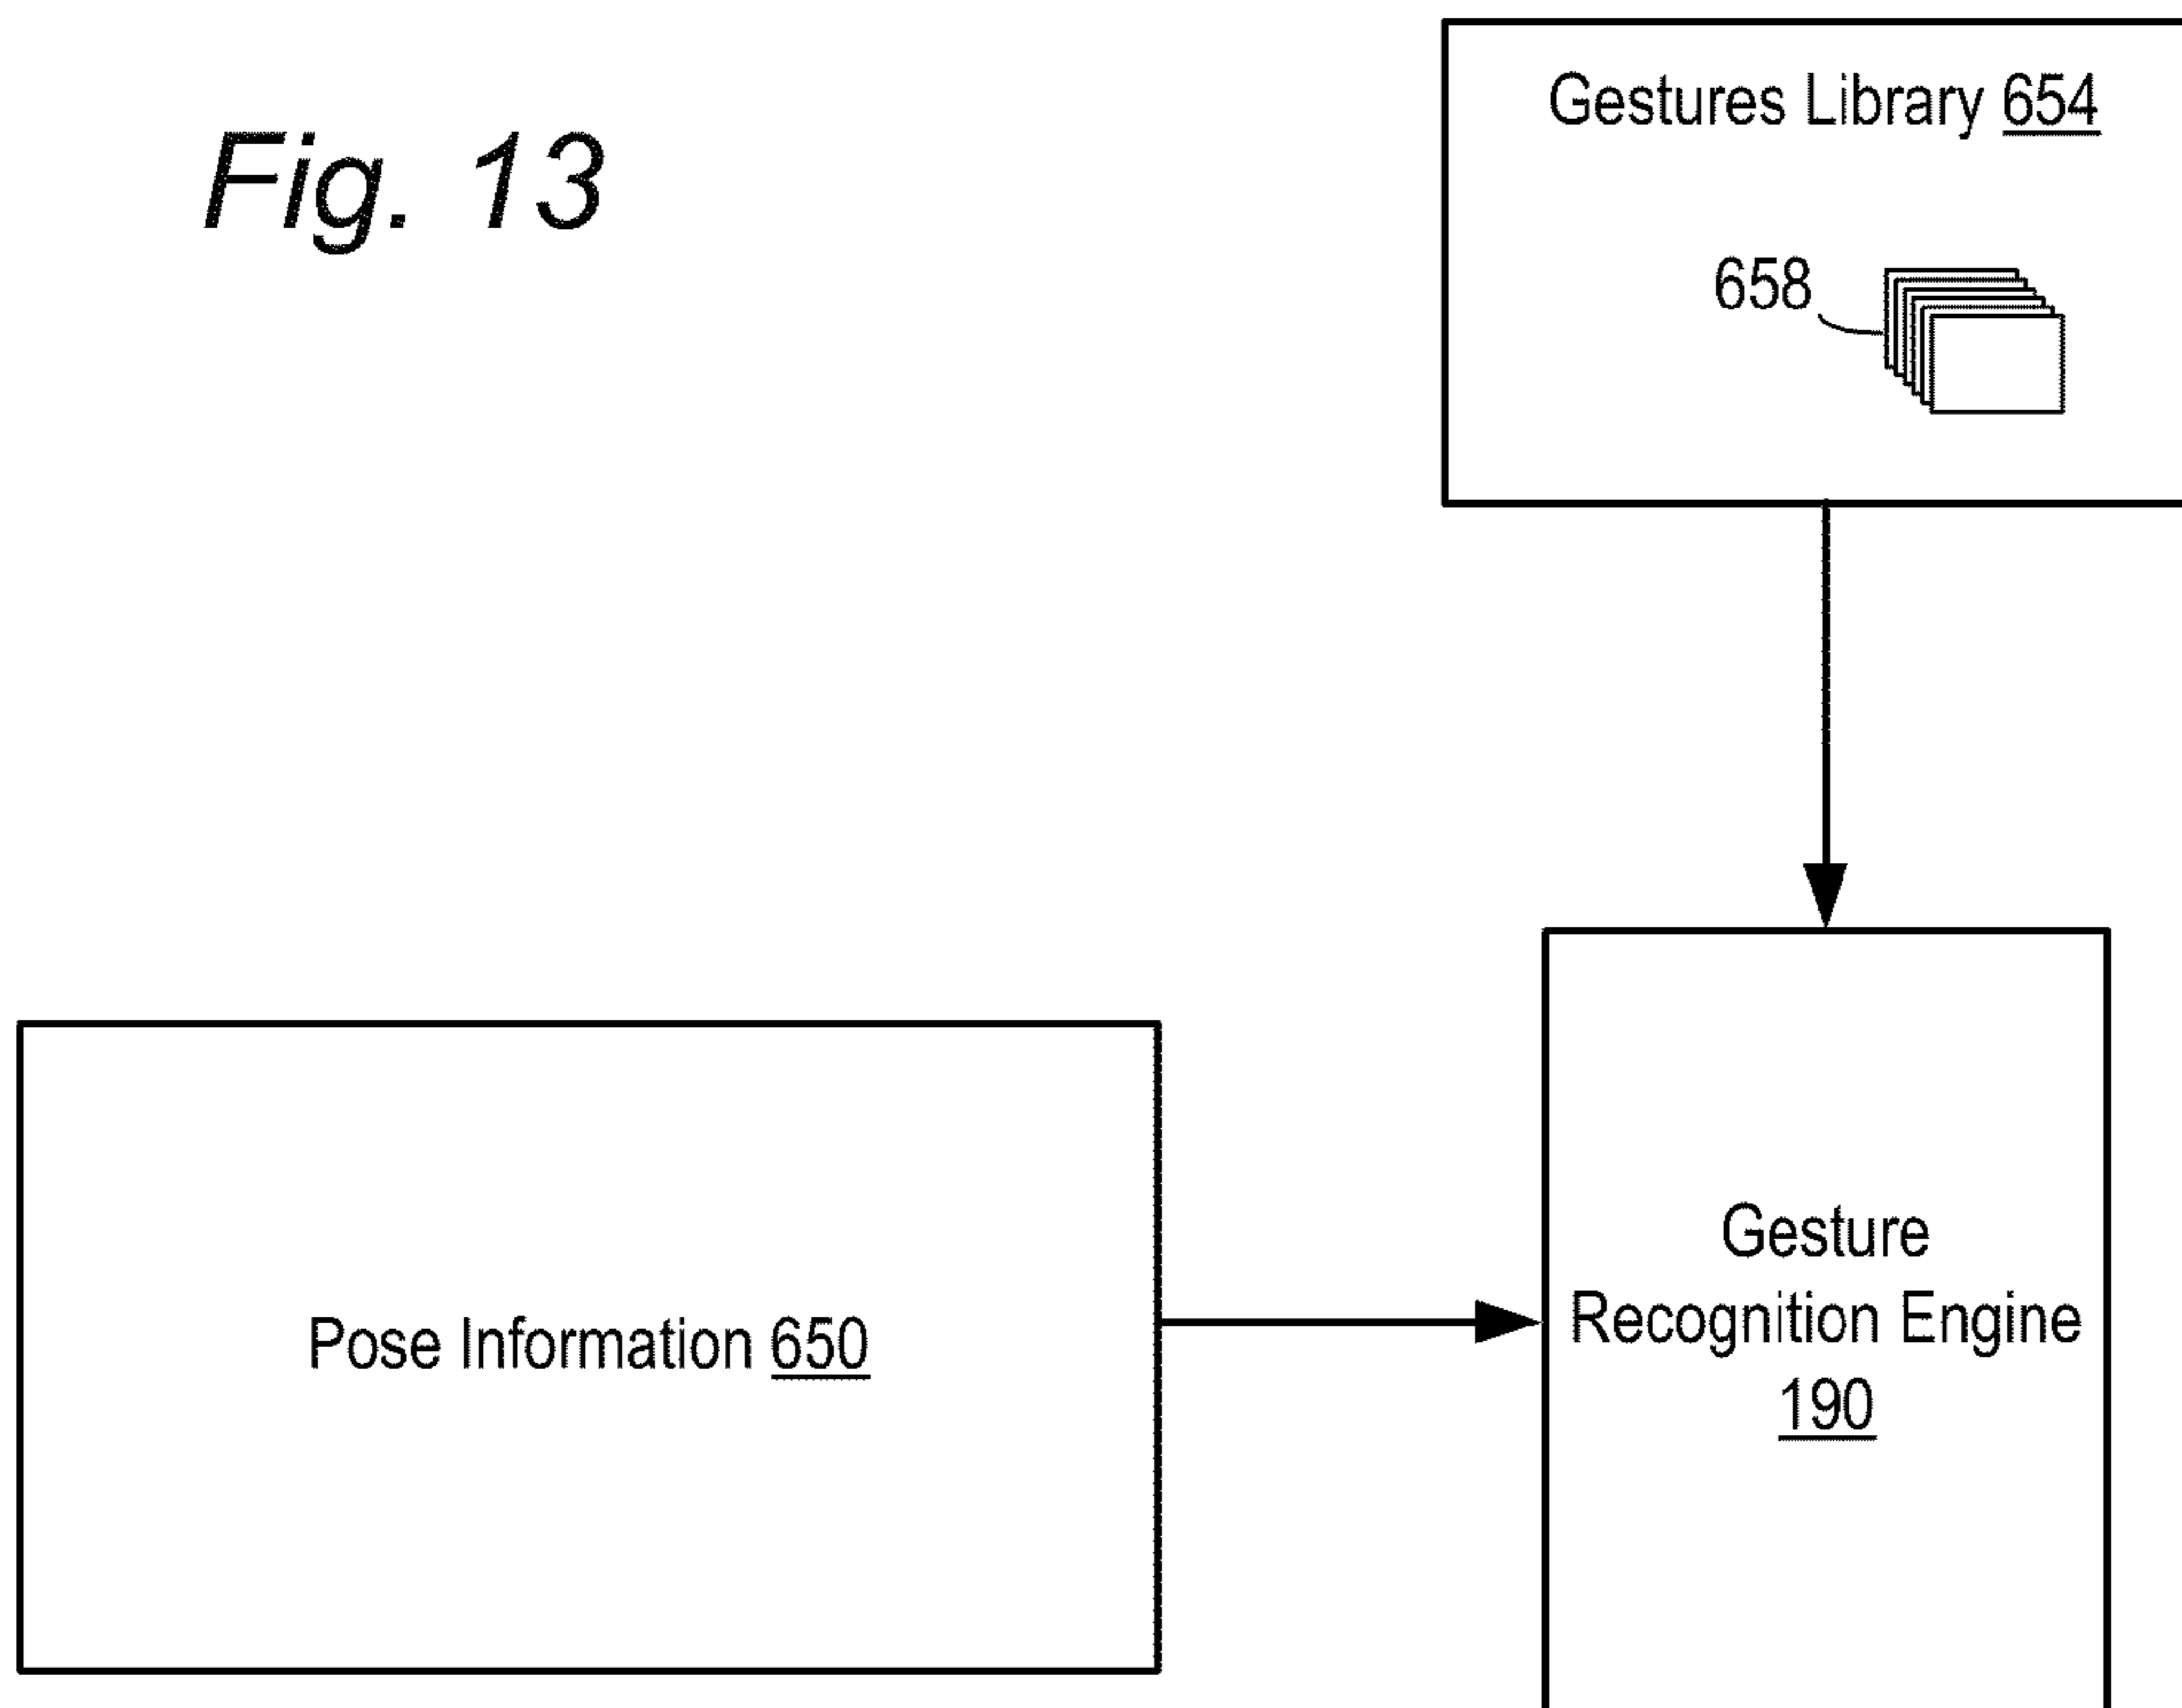 Fig. 13
Gestures Library 654
658
Pose Information 650
Gesture
Recognition Engine
190